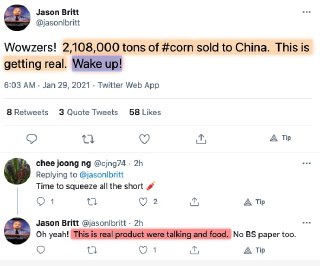 Jason Britt
@jasonlbritt
Wowzers! 2,108,000 tons of #corn sold to China. This is
getting real. Wake up!
6:03 AM · Jan 29, 2021 · Twitter Web App
8 Retweets 3 Quote Tweets 58 Likes
Tip
chee joong ng @cjng74 · 2h
Replying to @jasonlbritt
Time to squeeze all the short 🌶️
1 2 Tip
Jason Britt @jasonlbritt · 2h
Oh yeah! This is real product were talking and food. No BS paper too.
1 Tip